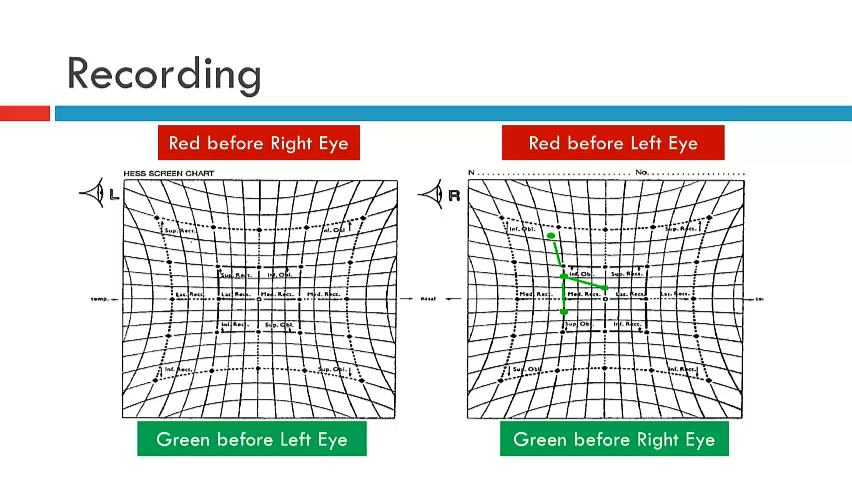 Recording
Red before Right Eye
Red before Left Eye
HESS SCREEN CHART
N No.
L
R
Sup. Rect. Inf. Obl
Inf. Obl. Sup. Rect.
Sup. Rect. Inf. Obl.
Inf. Ob. Sup. Rect.
temp. Lat. Rect. Lat. Rect. Med. Rect. Med. Rect. nasal
Med. Rec. Med. Rect. Lat. Rect. Lat. Rect.
Inf. Rect. Sup. Obl.
Sup. Obl. Inf. Rect.
Inf. Rect. Sup. Obl.
Sup. Obl. Inf. Rect.
Green before Left Eye
Green before Right Eye